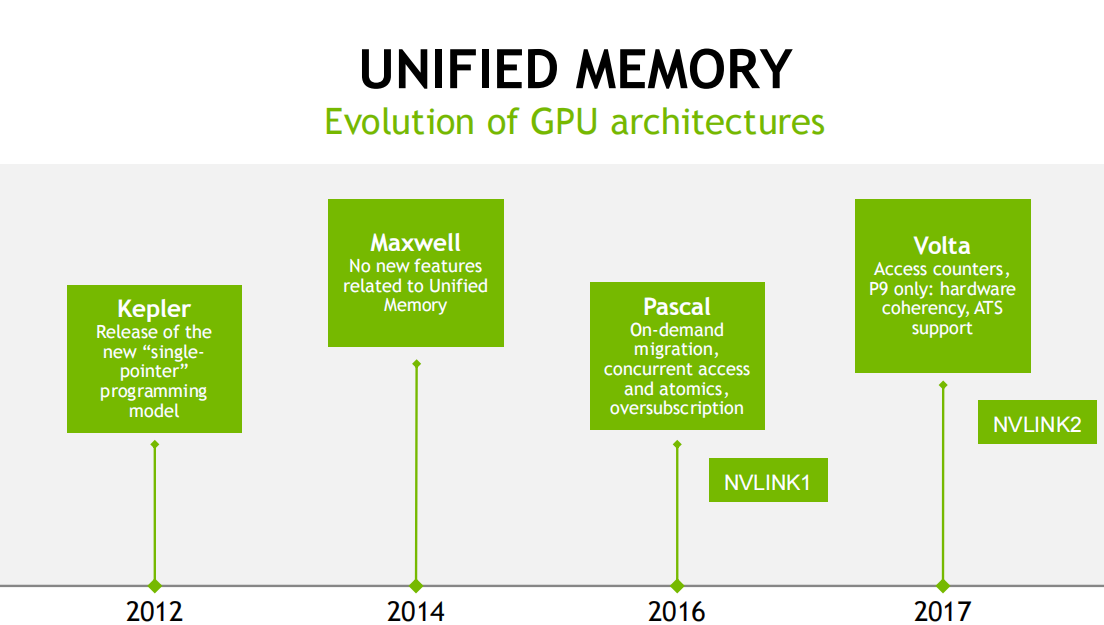 UNIFIED MEMORY
Evolution of GPU architectures
Kepler
Release of the
new “single-
pointer”
programming
model
Maxwell
No new features
related to Unified
Memory
Pascal
On-demand
migration,
concurrent access
and atomics,
oversubscription
NVLINK1
Volta
Access counters,
P9 only: hardware
coherency, ATS
support
NVLINK2
2012
2014
2016
2017